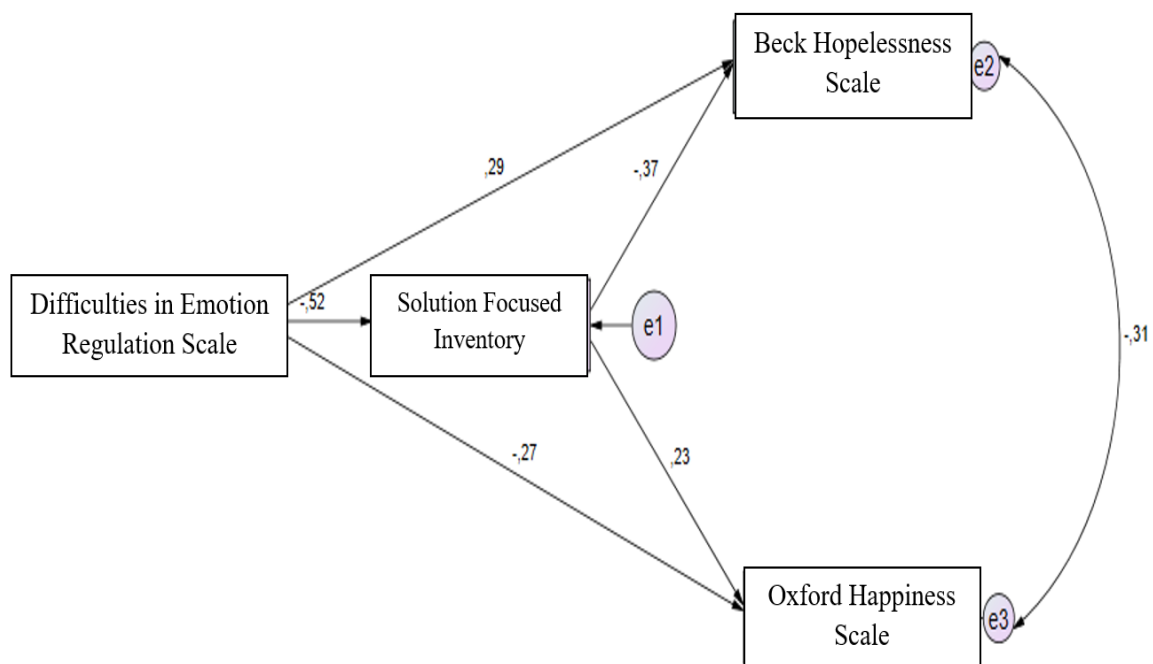 Beck Hopelessness
Scale
e2
,29
-,37
-,52
Difficulties in Emotion
Regulation Scale
Solution Focused
Inventory
e1
-,31
-,27
,23
Oxford Happiness
Scale
e3